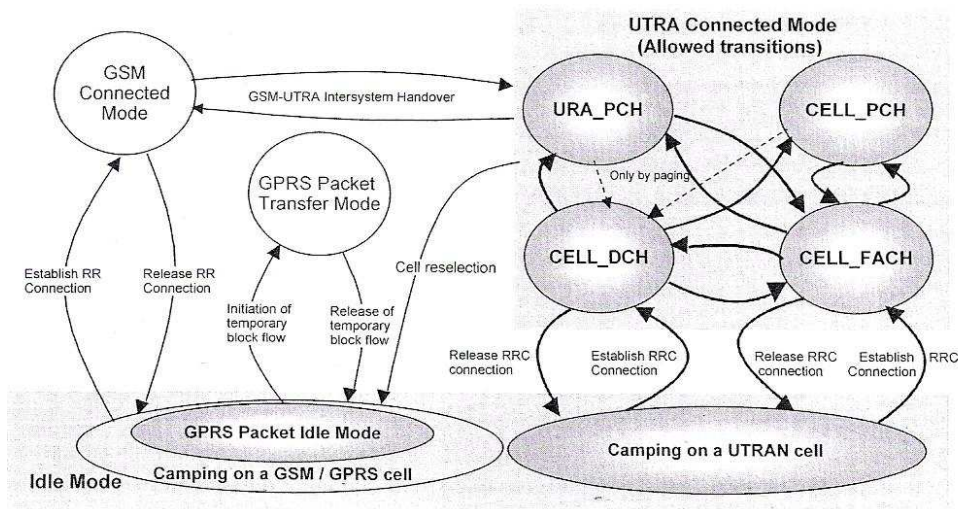 UTRA Connected Mode
(Allowed transitions)
GSM
Connected
Mode
GSM-UTRA Intersystem Handover
URA_PCH
CELL_PCH
GPRS Packet
Transfer Mode
Only by paging
CELL_DCH
CELL_FACH
Cell reselection
Establish RR
Connection
Release RR
Connection
Initiation of
temporary
block flow
Release of
temporary
block flow
Release RRC
connection
Establish RRC
Connection
Release RRC
connection
Establish RRC
Connection
GPRS Packet Idle Mode
Camping on a GSM / GPRS cell
Camping on a UTRAN cell
Idle Mode